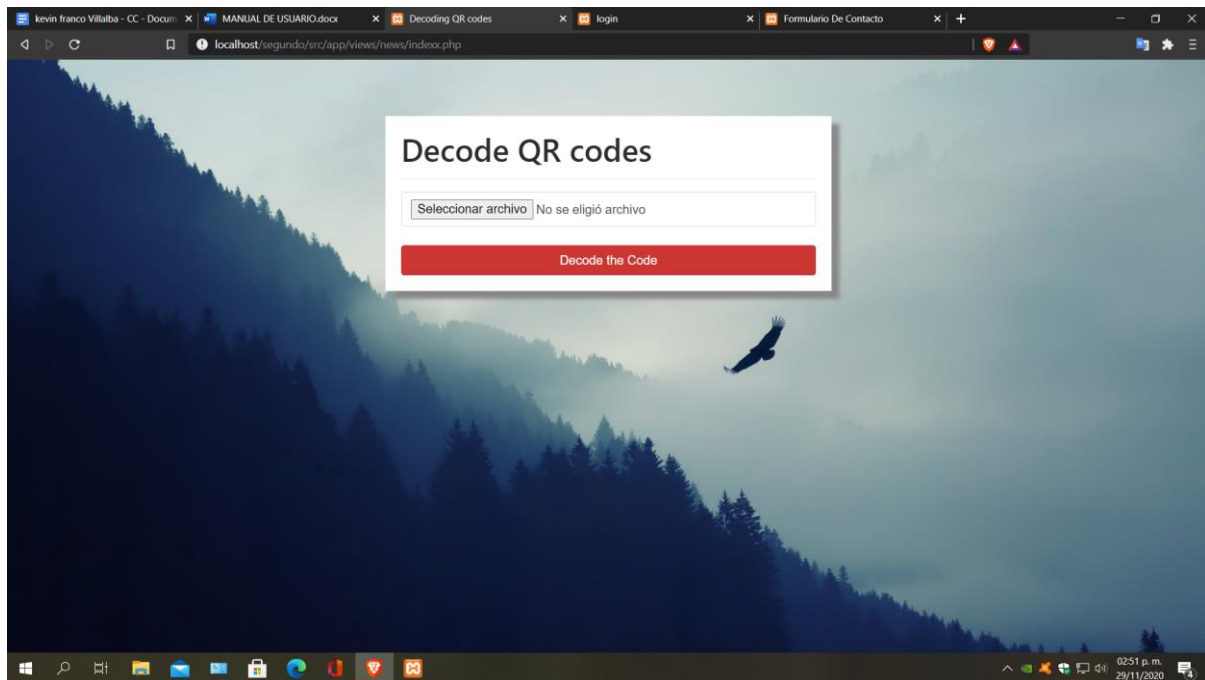 kevin franco Villalba - CC - Docum
MANUAL DE USUARIO.docx
Decoding QR codes
login
Formulario De Contacto
localhost/segundo/src/app/views/news/indexx.php
Decode QR codes
Seleccionar archivo No se eligió archivo
Decode the Code
02:51 p. m.
29/11/2020
4